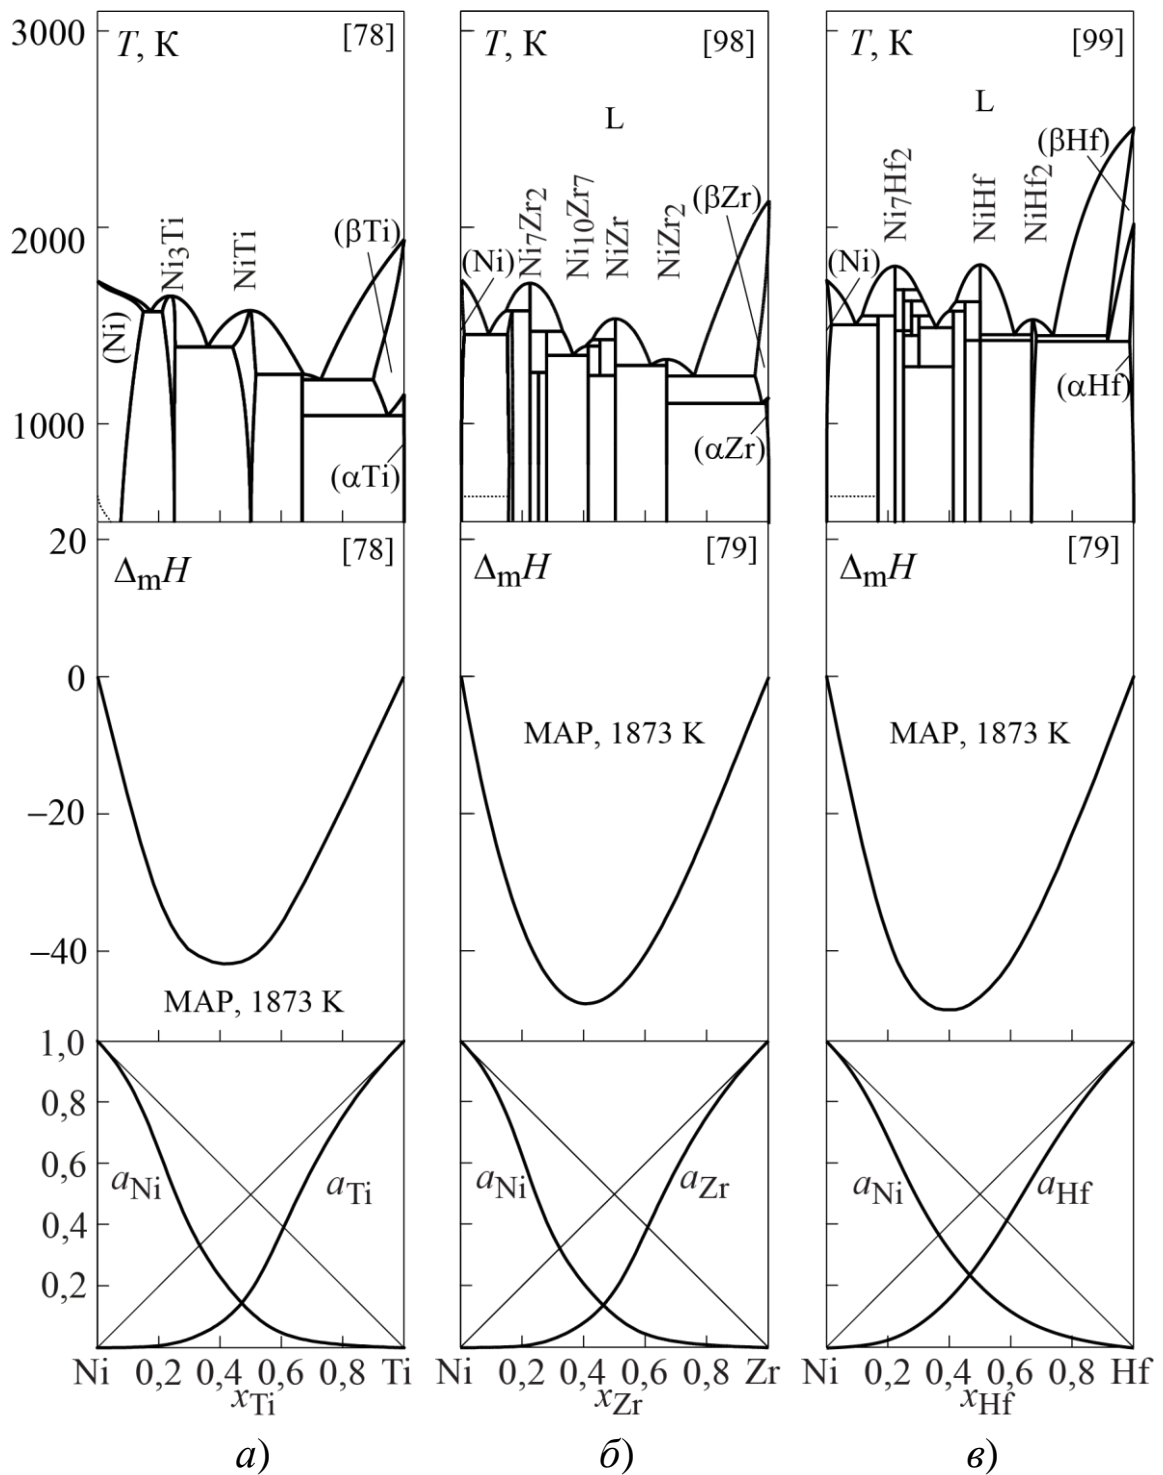 3000
2000
1000
T, К
[78]
Ni3Ti
NiTi
(βTi)
(Ni)
(αTi)
T, К
[98]
L
(Ni)
Ni7Zr2
Ni10Zr7
NiZr
NiZr2
(βZr)
(αZr)
T, К
[99]
L
(Ni)
Ni7Hf2
NiHf
NiHf2
(βHf)
(αHf)
20
0
−20
−40
ΔmH
[78]
МАР, 1873 К
ΔmH
[79]
МАР, 1873 К
ΔmH
[79]
МАР, 1873 К
1,0
0,8
0,6
0,4
0,2
aNi
aTi
aNi
aZr
aNi
aHf
Ni 0,2 0,4 0,6 0,8 Ti
xTi
Ni 0,2 0,4 0,6 0,8 Zr
xZr
Ni 0,2 0,4 0,6 0,8 Hf
xHf
а)
б)
в)